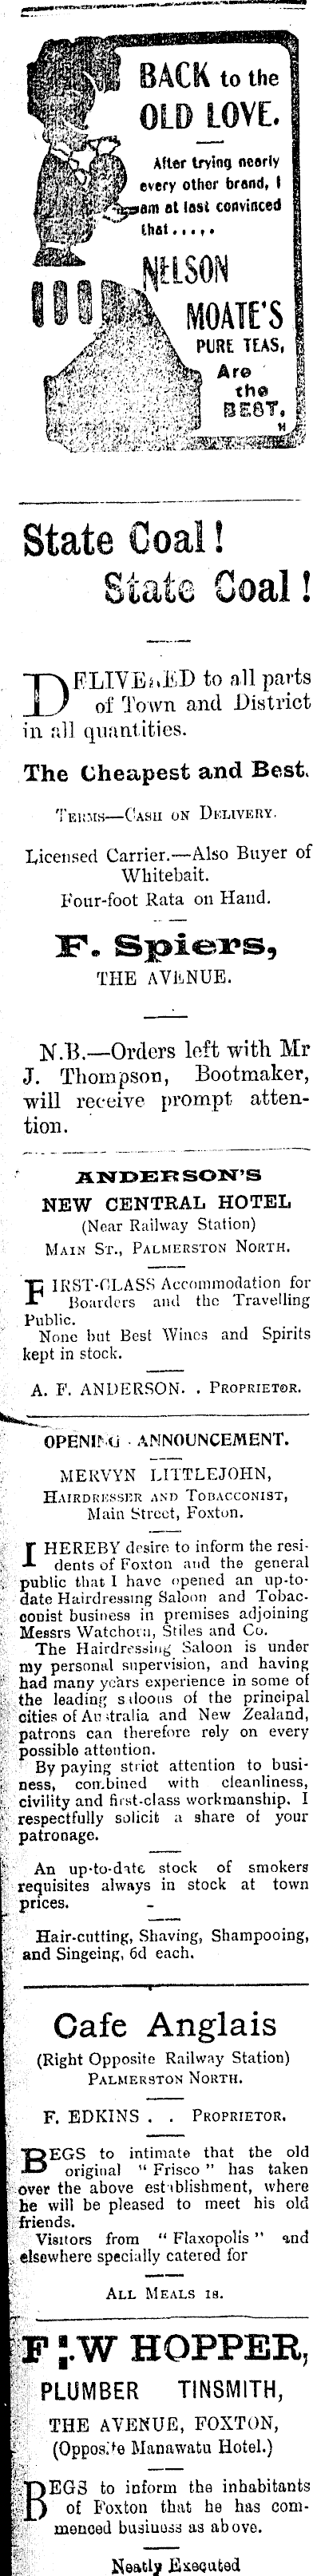 BACK to the
OLD LOVE.
After trying nearly
every other brand, I
am at last convinced
that.....
NELSON
MOATE'S
PURE TEAS,
Are
the
BEST.
H
State Coal!
State Coal!
DELIVERED to all parts
of Town and District
in all quantities.
The Cheapest and Best.
TERMS—CASH ON DELIVERY.
Licensed Carrier.—Also Buyer of
Whitebait.
Four-foot Rata on Hand.
F. Spiers,
THE AVENUE.
N.B.—Orders left with Mr
J. Thompson, Bootmaker,
will receive prompt atten-
tion.
ANDERSON'S
NEW CENTRAL HOTEL
(Near Railway Station)
MAIN ST., PALMERSTON NORTH.
FIRST-CLASS Accommodation for
Boarders and the Travelling
Public.
None but Best Wines and Spirits
kept in stock.
A. F. ANDERSON. . PROPRIETOR.
OPENING ANNOUNCEMENT.
MERVYN LITTLEJOHN,
HAIRDRESSER AND TOBACCONIST,
Main Street, Foxton.
I HEREBY desire to inform the resi-
dents of Foxton and the general
public that I have opened an up-to-
date Hairdressing Saloon and Tobac-
conist business in premises adjoining
Messrs Watchorn, Stiles and Co.
The Hairdressing Saloon is under
my personal supervision, and having
had many years experience in some of
the leading saloons of the principal
cities of Australia and New Zealand,
patrons can therefore rely on every
possible attention.
By paying strict attention to busi-
ness, combined with cleanliness,
civility and first-class workmanship, I
respectfully solicit a share of your
patronage.
An up-to-date stock of smokers
requisites always in stock at town
prices.
Hair-cutting, Shaving, Shampooing,
and Singeing, 6d each.
Cafe Anglais
(Right Opposite Railway Station)
PALMERSTON NORTH.
F. EDKINS . . PROPRIETOR.
BEGS to intimate that the old
original "Frisco" has taken
over the above establishment, where
he will be pleased to meet his old
friends.
Visitors from "Flaxopolis" and
elsewhere specially catered for
ALL MEALS 1s.
F.W HOPPER,
PLUMBER TINSMITH,
THE AVENUE, FOXTON,
(Opposite Manawatu Hotel.)
BEGS to inform the inhabitants
of Foxton that he has com-
menced business as above.
Neatly Executed